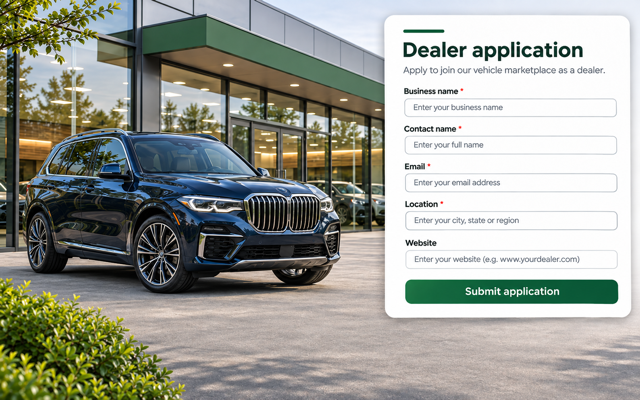 Dealer application
Apply to join our vehicle marketplace as a dealer.
Business name *
Enter your business name
Contact name *
Enter your full name
Email *
Enter your email address
Location *
Enter your city, state or region
Website
Enter your website (e.g. www.yourdealer.com)
Submit application